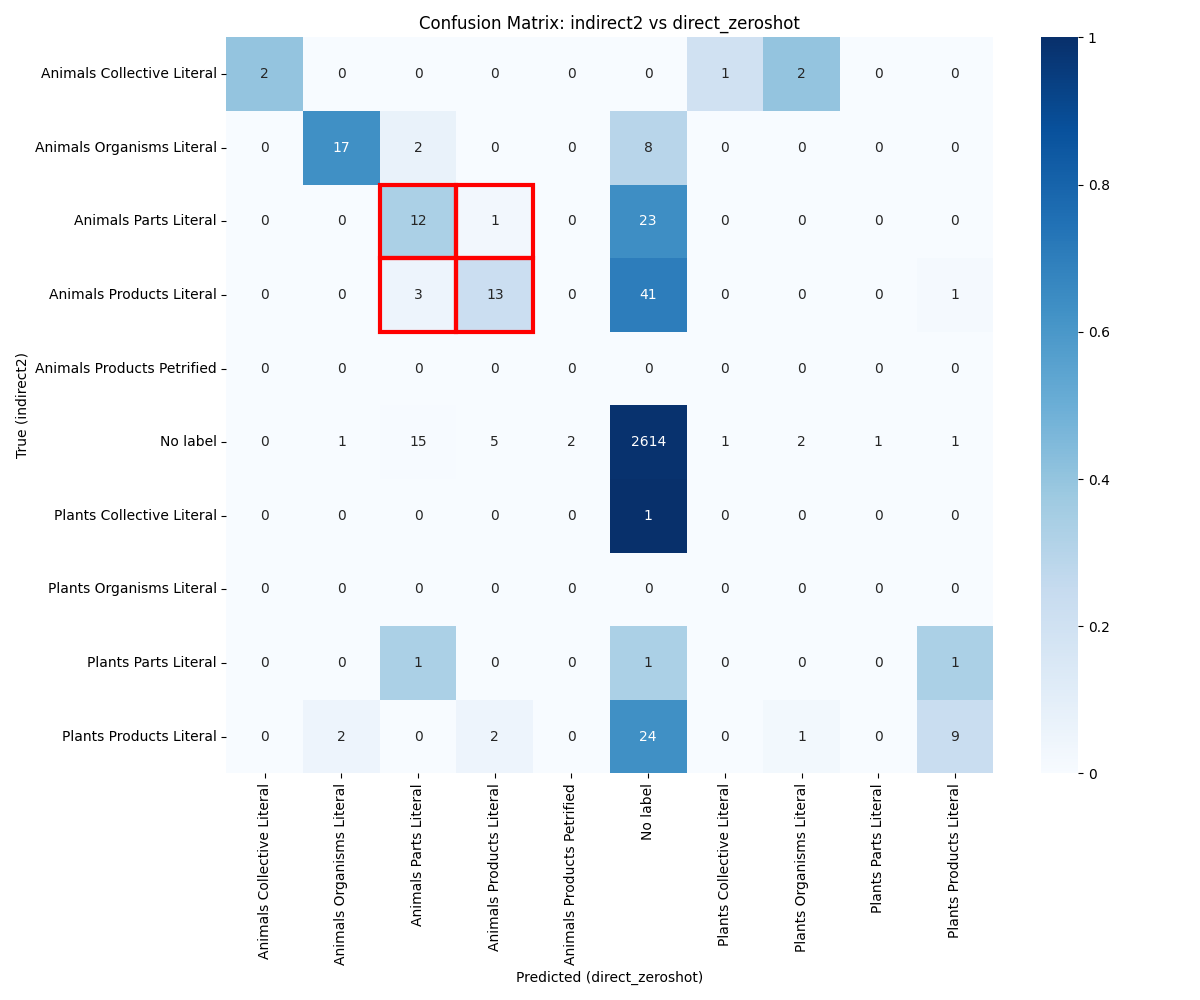 Confusion Matrix: indirect2 vs direct_zeroshot
Animals Collective Literal 2 0 0 0 0 0 1 2 0 0
Animals Organisms Literal 0 17 2 0 0 8 0 0 0 0
Animals Parts Literal 0 0 12 1 0 23 0 0 0 0
Animals Products Literal 0 0 3 13 0 41 0 0 0 1
Animals Products Petrified 0 0 0 0 0 0 0 0 0 0
No label 0 1 15 5 2 2614 1 2 1 1
Plants Collective Literal 0 0 0 0 0 1 0 0 0 0
Plants Organisms Literal 0 0 0 0 0 0 0 0 0 0
Plants Parts Literal 0 0 1 0 0 1 0 0 0 1
Plants Products Literal 0 2 0 2 0 24 0 1 0 9
True (indirect2)
Animals Collective Literal
Animals Organisms Literal
Animals Parts Literal
Animals Products Literal
Animals Products Petrified
No label
Plants Collective Literal
Plants Organisms Literal
Plants Parts Literal
Plants Products Literal
Predicted (direct_zeroshot)
1
0.8
0.6
0.4
0.2
0